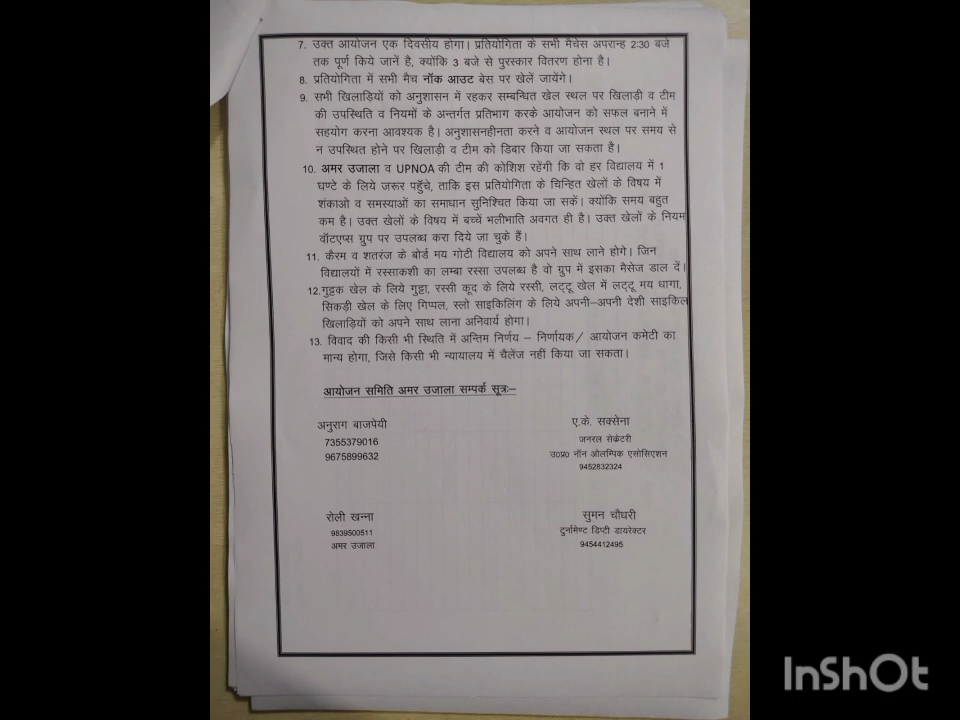 7. उक्त आयोजन एक दिवसीय होगा। प्रतियोगिता के सभी मैचेस अपरान्ह 2:30 बजे
तक पूर्ण किये जानें है, क्योंकि 3 बजे से पुरस्कार वितरण होना है।
8. प्रतियोगिता में सभी मैच नॉक आउट बेस पर खेलें जायेंगे।
9. सभी खिलाड़ियों को अनुशासन में रहकर सम्बन्धित खेल स्थल पर खिलाड़ी व टीम
की उपस्थिति व नियमों के अन्तर्गत प्रतिभाग करके आयोजन को सफल बनाने में
सहयोग करना आवश्यक है। अनुशासनहीनता करने व आयोजन स्थल पर समय से
न उपस्थित होने पर खिलाड़ी व टीम को डिबार किया जा सकता है।
10. अमर उजाला व UPNOA की टीम की कोशिश रहेंगी कि वो हर विद्यालय में 1
घण्टे के लिये जरूर पहुँचे, ताकि इस प्रतियोगिता के चिन्हित खेलों के विषय में
शंकाओ व समस्याओं का समाधान सुनिश्चित किया जा सकें। क्योंकि समय बहुत
कम है। उक्त खेलों के विषय में बच्चें भलीभाति अवगत ही है। उक्त खेलों के नियम
वॉटएप्स ग्रुप पर उपलब्ध करा दिये जा चुके हैं।
11. कैरम व शतरंज के बोर्ड मय गोटी विद्यालय को अपने साथ लाने होगे। जिन
विद्यालयों में रस्साकशी का लम्बा रस्सा उपलब्ध है वो ग्रुप में इसका मैसेज डाल दें।
12.गुट्टक खेल के लिये गुट्टा, रस्सी कूद के लिये रस्सी, लट्टू खेल में लट्टू मय धागा,
सिकड़ी खेल के लिए गिप्पल, स्लो साइकिलिंग के लिये अपनी–अपनी देशी साइकिल
खिलाड़ियों को अपने साथ लाना अनिवार्य होगा।
13. विवाद की किसी भी स्थिति में अन्तिम निर्णय – निर्णायक/ आयोजन कमेटी का
मान्य होगा, जिसे किसी भी न्यायालय में चैलेंज नहीं किया जा सकता।
आयोजन समिति अमर उजाला सम्पर्क सूत्रः–
अनुराग बाजपेयी
7355379016
9675899632
ए.के. सक्सेना
जनरल सेक्रेटरी
उ0प्र0 नॉन ओलम्पिक एसोसिएशन
9452832324
रोली खन्ना
9839500511
अमर उजाला
सुमन चौधरी
टुर्नामेण्ट डिप्टी डायरेक्टर
9454412495
InShOt